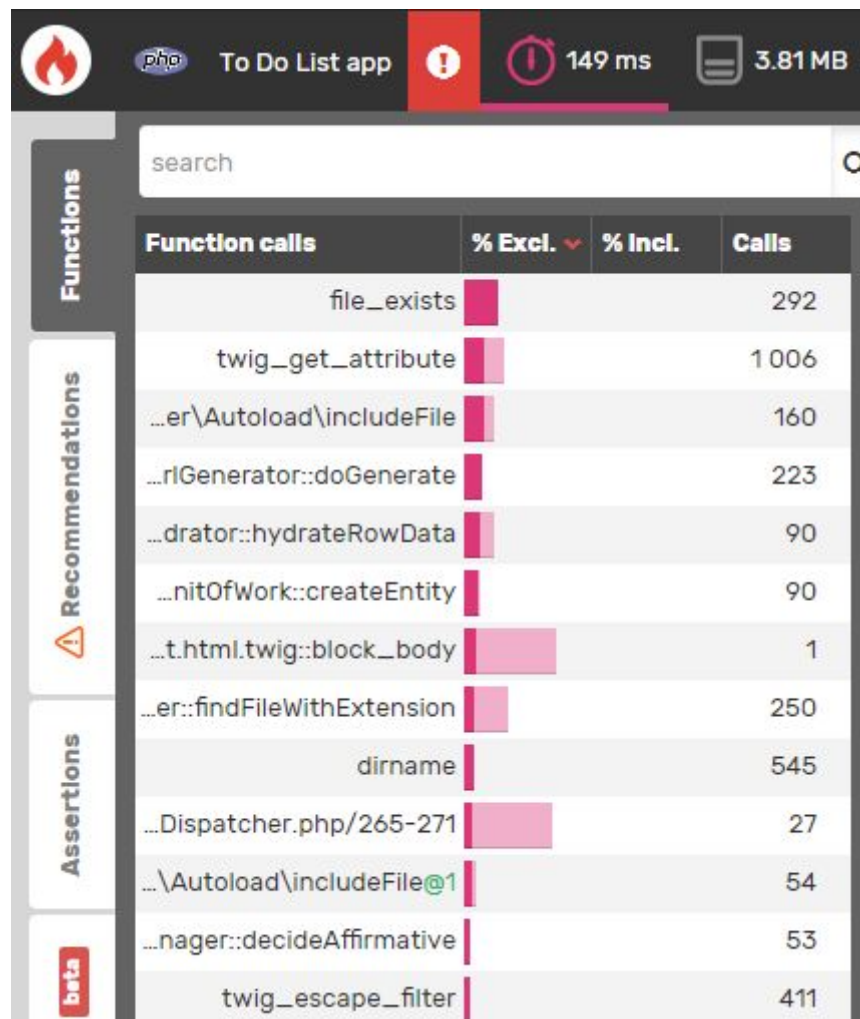 php To Do List app 149 ms 3.81 MB
search
Functions
Recommendations
Assertions
beta
Function calls % Excl. % Incl. Calls
file_exists 292
twig_get_attribute 1 006
…er\Autoload\includeFile 160
…rlGenerator::doGenerate 223
…drator::hydrateRowData 90
…nitOfWork::createEntity 90
…t.html.twig::block_body 1
…er::findFileWithExtension 250
dirname 545
…Dispatcher.php/265-271 27
…\Autoload\includeFile@1 54
…nager::decideAffirmative 53
twig_escape_filter 411